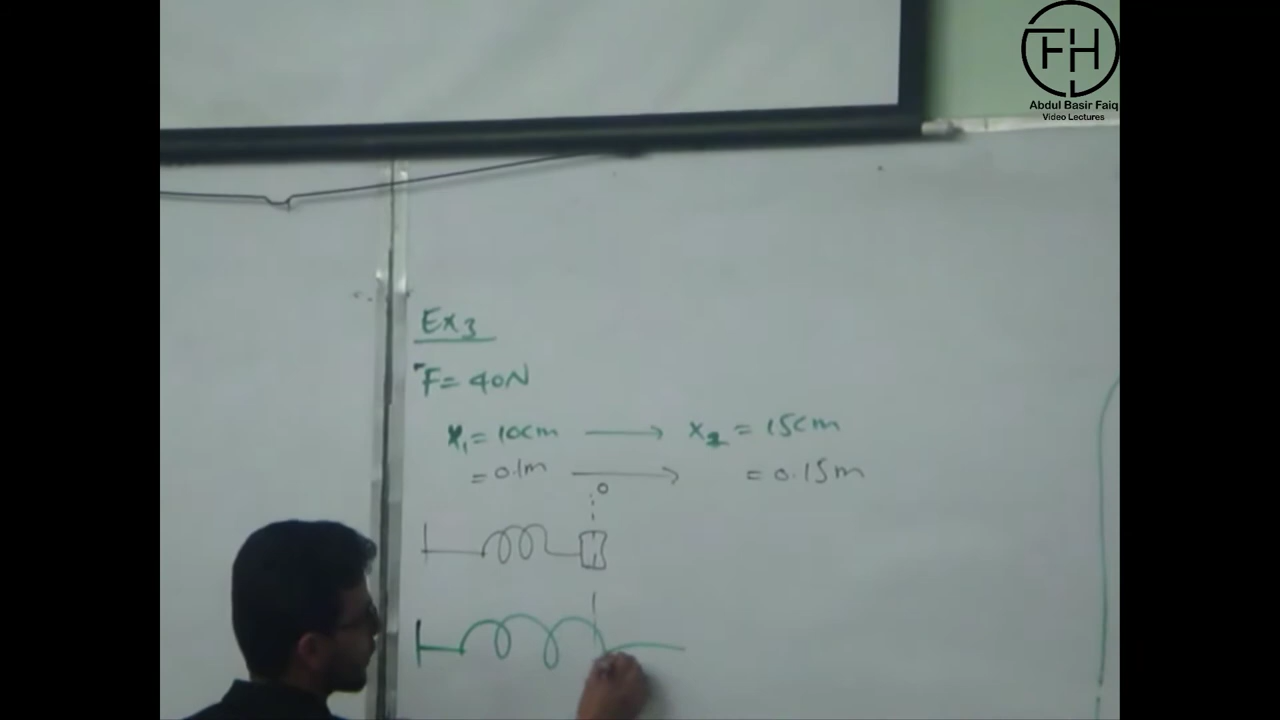 FH
Abdul Basir Faiq
Video Lectures
Ex3
F = 40N
x₁ = 10cm → x₂ = 15cm
= 0.1m → = 0.15m
0